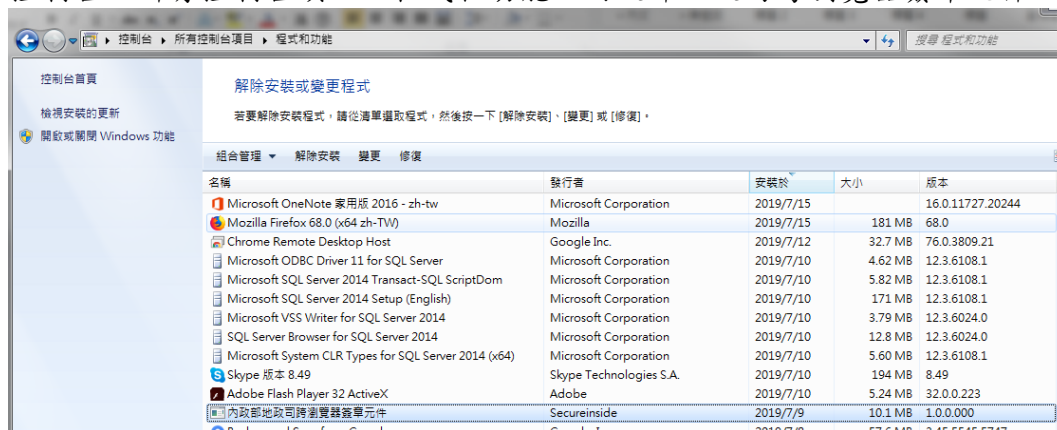 控制台 ▸ 所有控制台項目 ▸ 程式和功能
搜尋 程式和功能
控制台首頁
檢視安裝的更新
開啟或關閉 Windows 功能
解除安裝或變更程式
若要解除安裝程式，請從清單選取程式，然後按一下 [解除安裝]、[變更] 或 [修復]。
組合管理 ▼ 解除安裝 變更 修復
名稱 發行者 安裝於 大小 版本
Microsoft OneNote 家用版 2016 - zh-tw Microsoft Corporation 2019/7/15 16.0.11727.20244
Mozilla Firefox 68.0 (x64 zh-TW) Mozilla 2019/7/15 181 MB 68.0
Chrome Remote Desktop Host Google Inc. 2019/7/12 32.7 MB 76.0.3809.21
Microsoft ODBC Driver 11 for SQL Server Microsoft Corporation 2019/7/10 4.62 MB 12.3.6108.1
Microsoft SQL Server 2014 Transact-SQL ScriptDom Microsoft Corporation 2019/7/10 5.82 MB 12.3.6108.1
Microsoft SQL Server 2014 Setup (English) Microsoft Corporation 2019/7/10 171 MB 12.3.6108.1
Microsoft VSS Writer for SQL Server 2014 Microsoft Corporation 2019/7/10 3.79 MB 12.3.6024.0
SQL Server Browser for SQL Server 2014 Microsoft Corporation 2019/7/10 12.8 MB 12.3.6024.0
Microsoft System CLR Types for SQL Server 2014 (x64) Microsoft Corporation 2019/7/10 5.60 MB 12.3.6108.1
Skype 版本 8.49 Skype Technologies S.A. 2019/7/10 194 MB 8.49
Adobe Flash Player 32 ActiveX Adobe 2019/7/10 5.24 MB 32.0.0.223
內政部地政司跨瀏覽器簽章元件 Secureinside 2019/7/9 10.1 MB 1.0.0.000